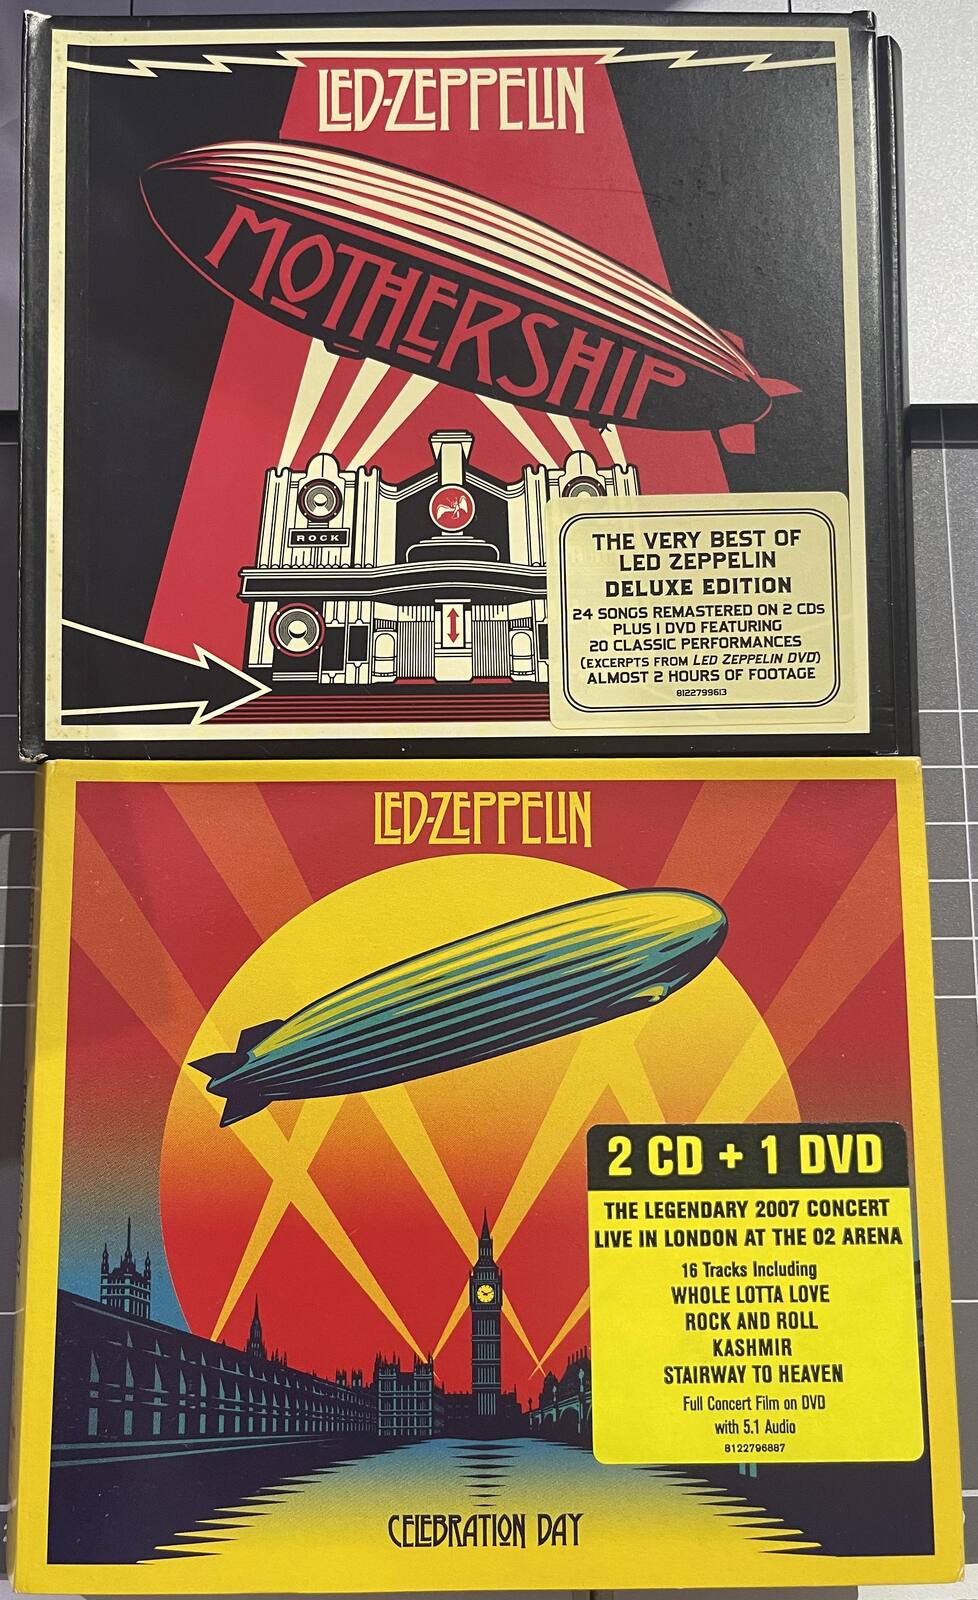 LED-ZEPPELIN
MOTHERSHIP
ROCK
THE VERY BEST OF
LED ZEPPELIN
DELUXE EDITION
24 SONGS REMASTERED ON 2 CDs
PLUS 1 DVD FEATURING
20 CLASSIC PERFORMANCES
(EXCERPTS FROM LED ZEPPELIN DVD)
ALMOST 2 HOURS OF FOOTAGE
8122799613
LED-ZEPPELIN
2 CD + 1 DVD
THE LEGENDARY 2007 CONCERT
LIVE IN LONDON AT THE O2 ARENA
16 Tracks Including
WHOLE LOTTA LOVE
ROCK AND ROLL
KASHMIR
STAIRWAY TO HEAVEN
Full Concert Film on DVD
with 5.1 Audio
8122796887
CELEBRATION DAY